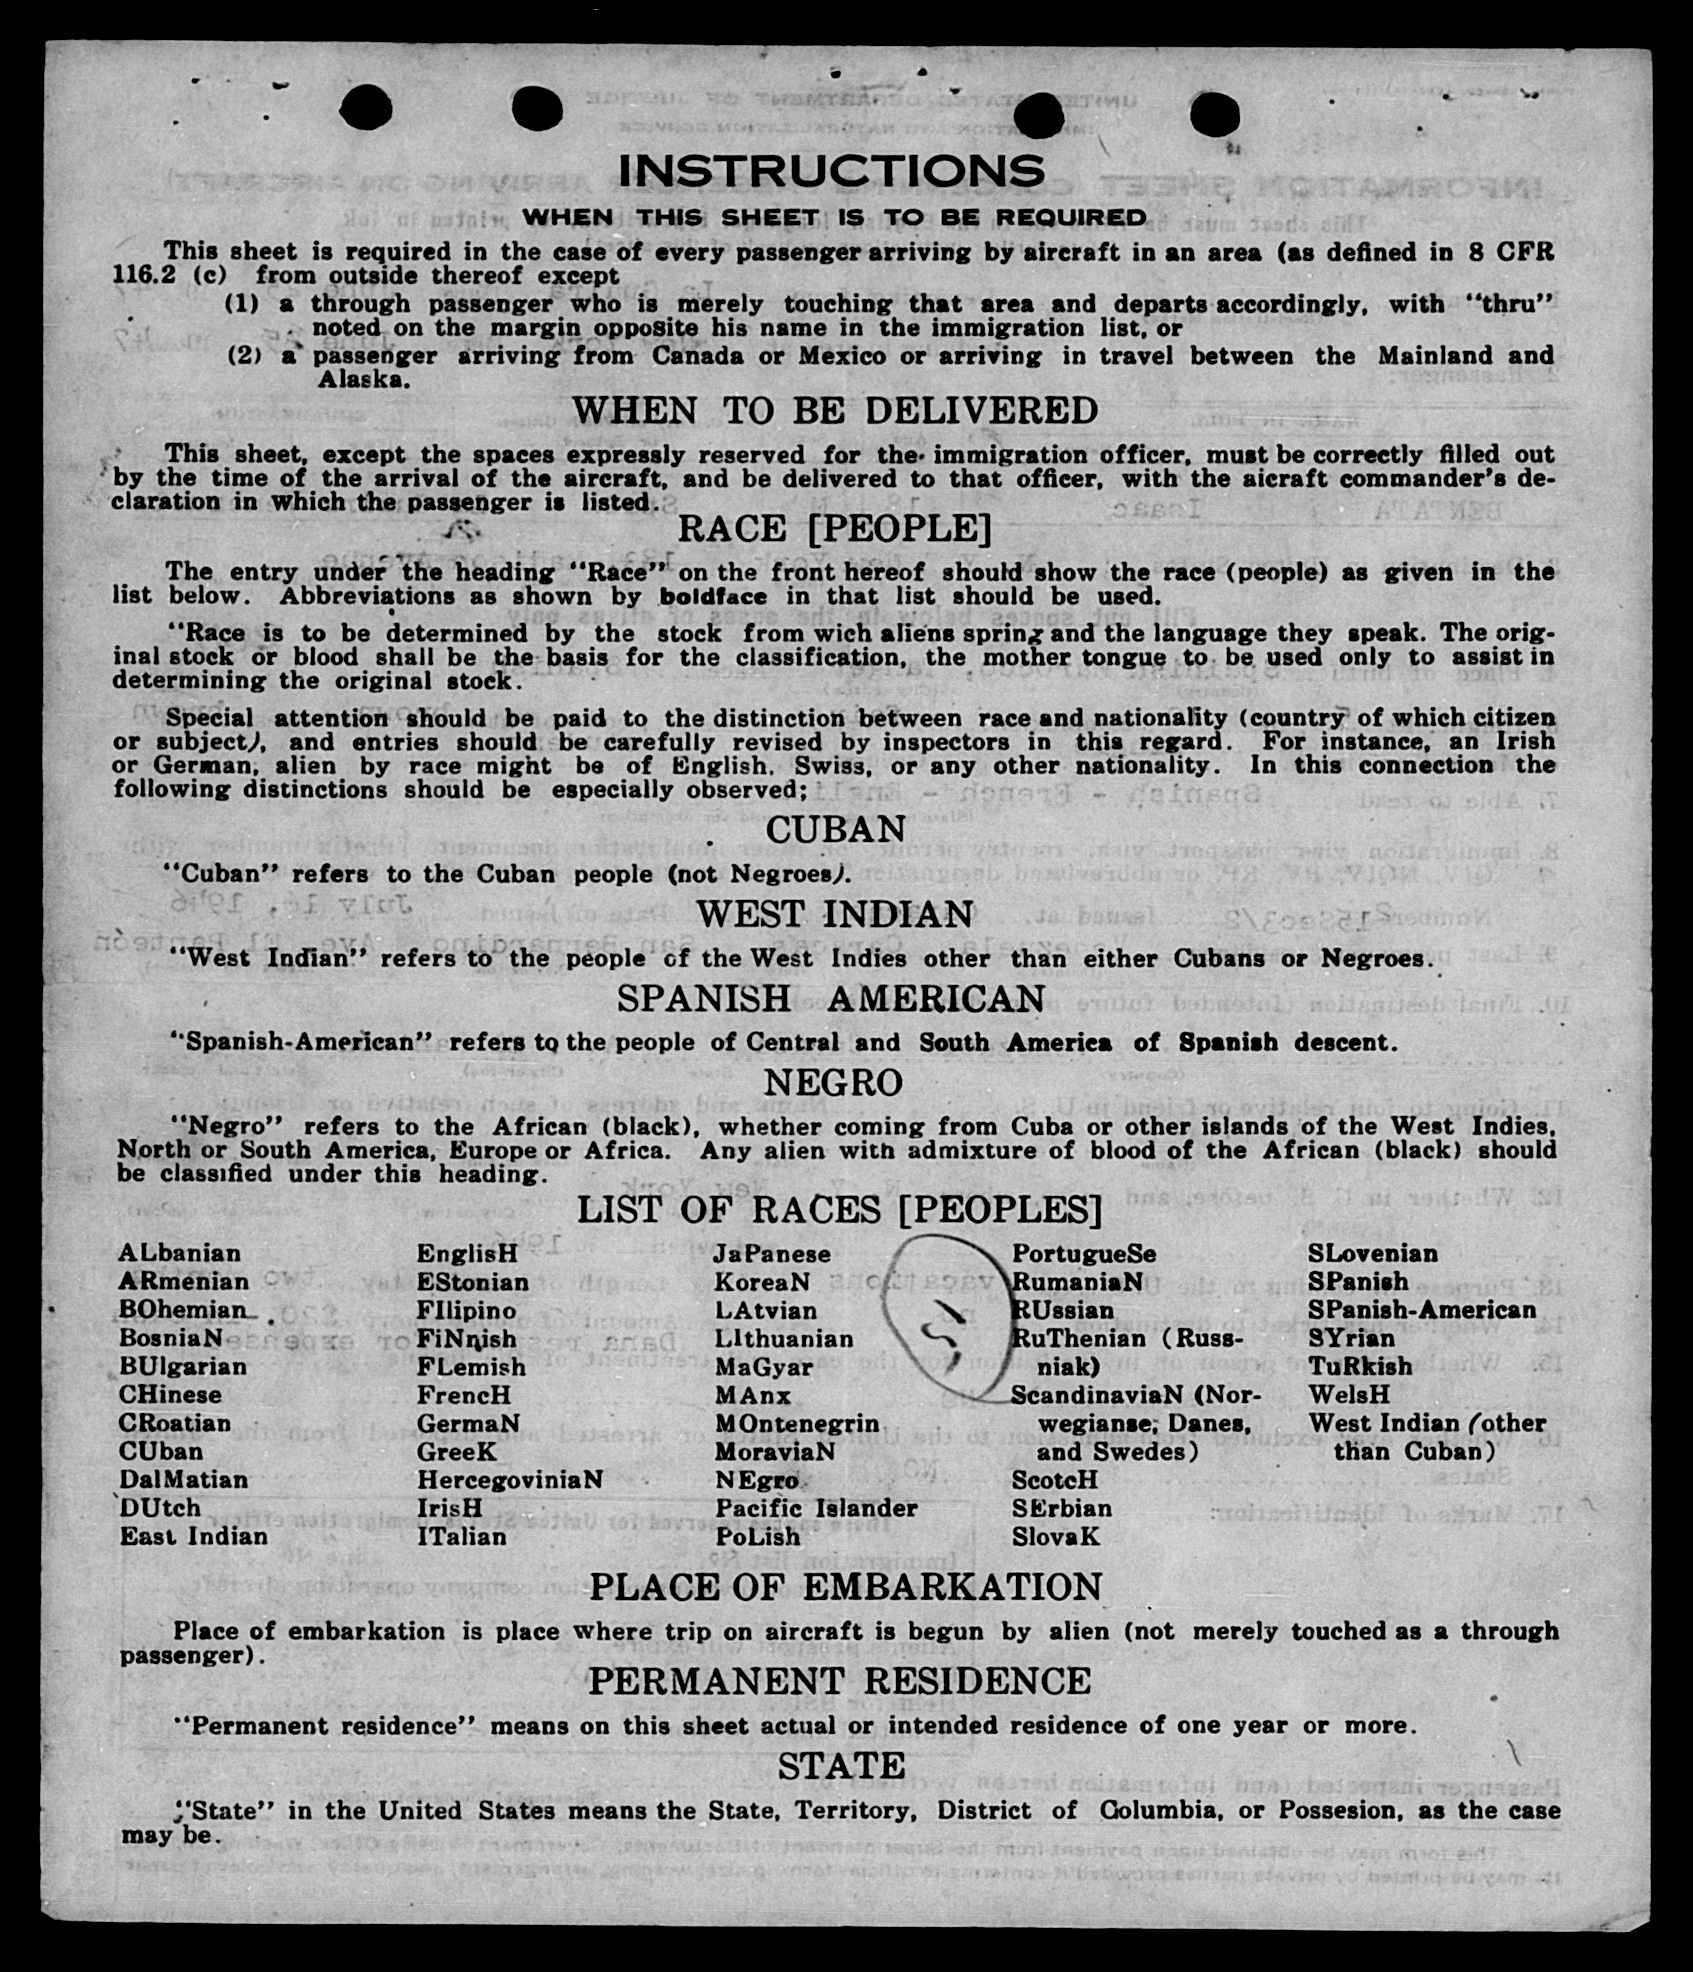 INSTRUCTIONS
WHEN THIS SHEET IS TO BE REQUIRED
This sheet is required in the case of every passenger arriving by aircraft in an area (as defined in 8 CFR
116.2 (c) from outside thereof except
(1) a through passenger who is merely touching that area and departs accordingly, with "thru"
noted on the margin opposite his name in the immigration list, or
(2) a passenger arriving from Canada or Mexico or arriving in travel between the Mainland and
Alaska.
WHEN TO BE DELIVERED
This sheet, except the spaces expressly reserved for the immigration officer, must be correctly filled out
by the time of the arrival of the aircraft, and be delivered to that officer, with the aicraft commander's de-
claration in which the passenger is listed.
RACE [PEOPLE]
The entry under the heading "Race" on the front hereof should show the race (people) as given in the
list below. Abbreviations as shown by boldface in that list should be used.
"Race is to be determined by the stock from wich aliens spring and the language they speak. The orig-
inal stock or blood shall be the basis for the classification, the mother tongue to be used only to assist in
determining the original stock.
Special attention should be paid to the distinction between race and nationality (country of which citizen
or subject), and entries should be carefully revised by inspectors in this regard. For instance, an Irish
or German, alien by race might be of English. Swiss, or any other nationality. In this connection the
following distinctions should be especially observed;
CUBAN
"Cuban" refers to the Cuban people (not Negroes).
WEST INDIAN
"West Indian" refers to the people of the West Indies other than either Cubans or Negroes.
SPANISH AMERICAN
"Spanish-American" refers to the people of Central and South America of Spanish descent.
NEGRO
"Negro" refers to the African (black), whether coming from Cuba or other islands of the West Indies,
North or South America, Europe or Africa. Any alien with admixture of blood of the African (black) should
be classified under this heading.
LIST OF RACES [PEOPLES]
ALbanian
ARmenian
BOhemian
BosniaN
BUlgarian
CHinese
CRoatian
CUban
DalMatian
DUtch
East Indian
EnglisH
EStonian
FIlipino
FiNnish
FLemish
FrencH
GermaN
GreeK
HercegoviniaN
IrisH
ITalian
JaPanese
KoreaN
LAtvian
LIthuanian
MaGyar
MAnx
MOntenegrin
MoraviaN
NEgro
Pacific Islander
PoLish
PortugueSe
RumaniaN
RUssian
RuThenian (Russ-
niak)
ScandinaviaN (Nor-
wegianse, Danes,
and Swedes)
ScotcH
SErbian
SlovaK
SLovenian
SPanish
SPanish-American
SYrian
TuRkish
WelsH
West Indian (other
than Cuban)
PLACE OF EMBARKATION
Place of embarkation is place where trip on aircraft is begun by alien (not merely touched as a through
passenger).
PERMANENT RESIDENCE
"Permanent residence" means on this sheet actual or intended residence of one year or more.
STATE
"State" in the United States means the State, Territory, District of Columbia, or Possesion, as the case
may be.